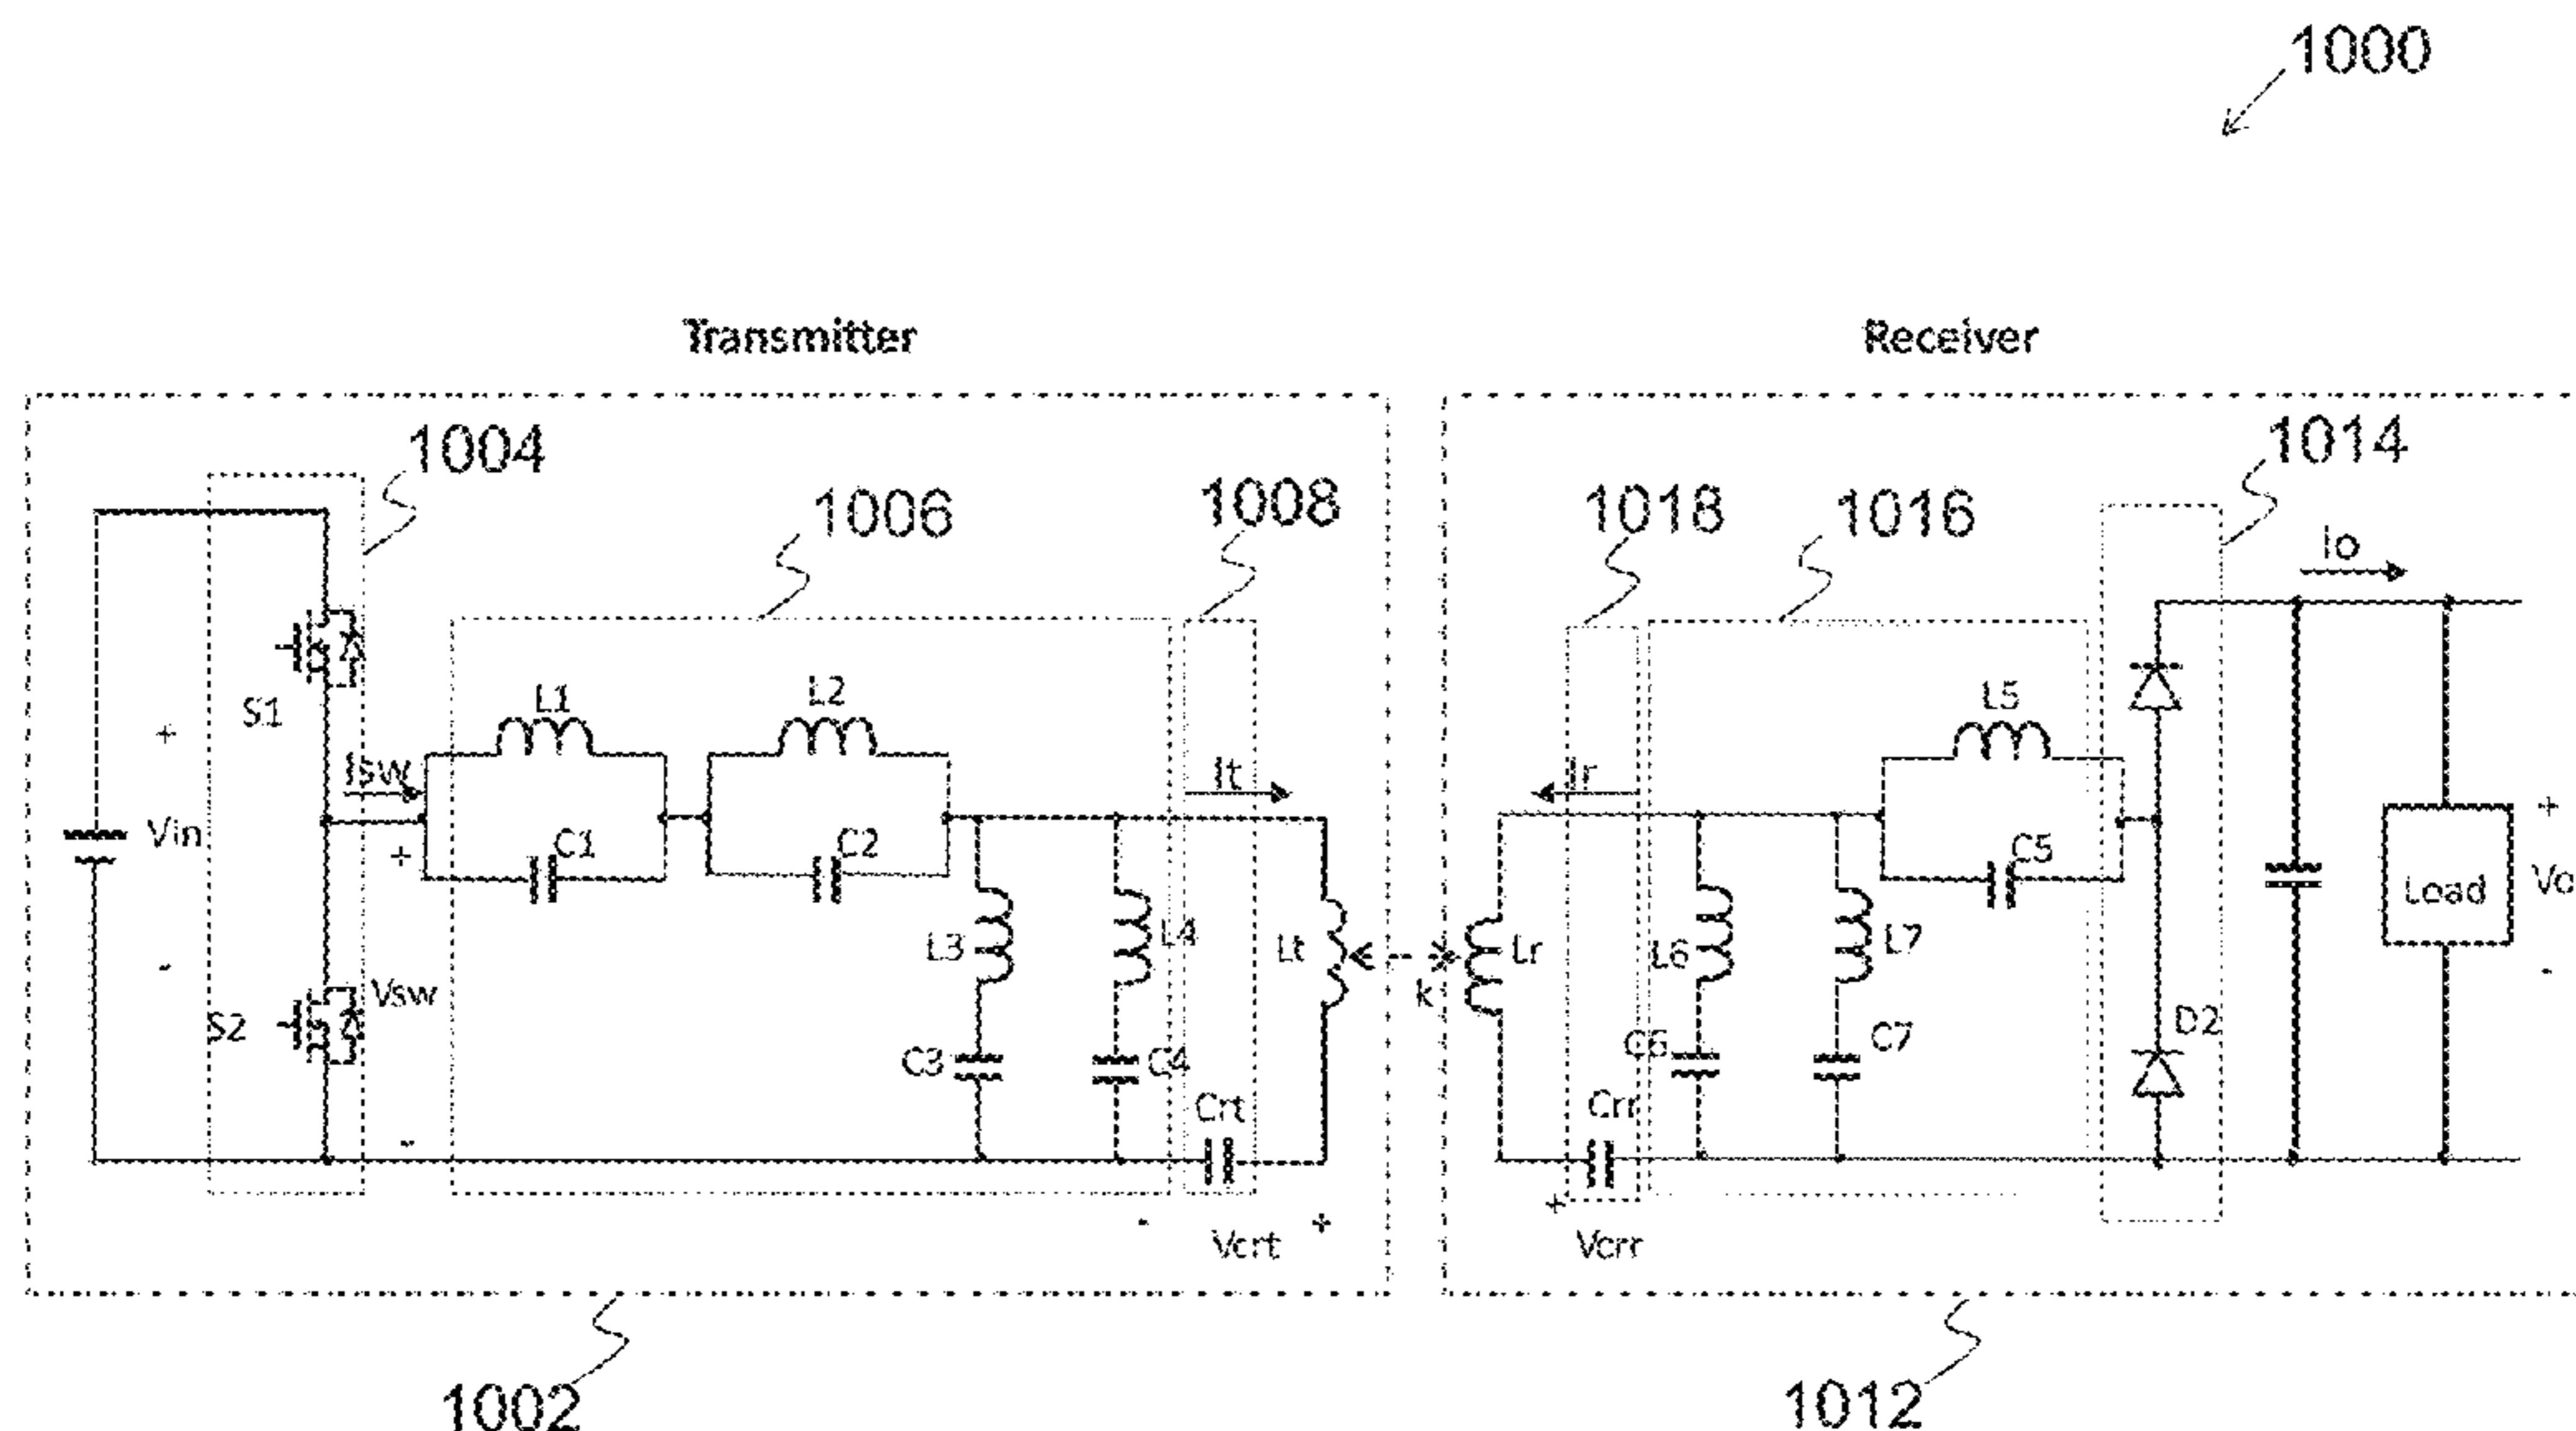 1000
Transmitter
Receiver
1004
1006
1008
1018
1016
1014
Io
S1
L1
L2
L5
Isw
It
Ir
+
Vin
+
C1
C2
C5
+
Load
Vo
-
L3
L4
Lt
k
Lr
L6
L7
-
S2
Vsw
C3
C4
C6
C7
D2
Crt
Crr
-
-
Vcrt
+
+
Vcrr
1002
1012